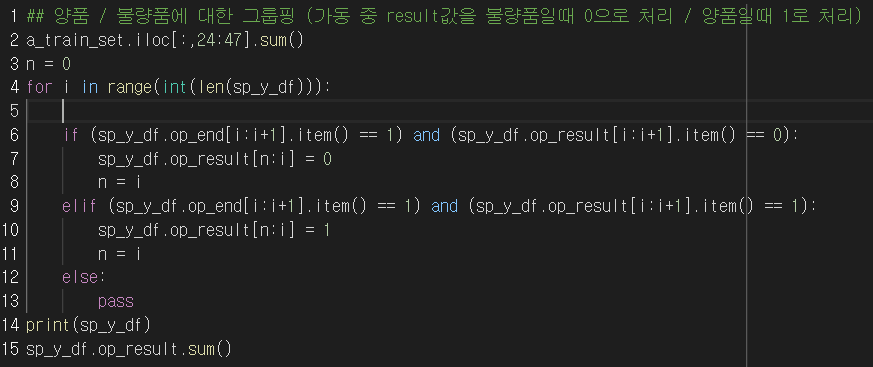 1 ## 양품 / 불량품에 대한 그룹핑 (가동 중 result값을 불량품일때 0으로 처리 / 양품일때 1로 처리)
2 a_train_set.iloc[:,24:47].sum()
3 n = 0
4 for i in range(int(len(sp_y_df))):
5
6     if (sp_y_df.op_end[i:i+1].item() == 1) and (sp_y_df.op_result[i:i+1].item() == 0):
7         sp_y_df.op_result[n:i] = 0
8         n = i
9     elif (sp_y_df.op_end[i:i+1].item() == 1) and (sp_y_df.op_result[i:i+1].item() == 1):
10         sp_y_df.op_result[n:i] = 1
11         n = i
12     else:
13         pass
14 print(sp_y_df)
15 sp_y_df.op_result.sum()